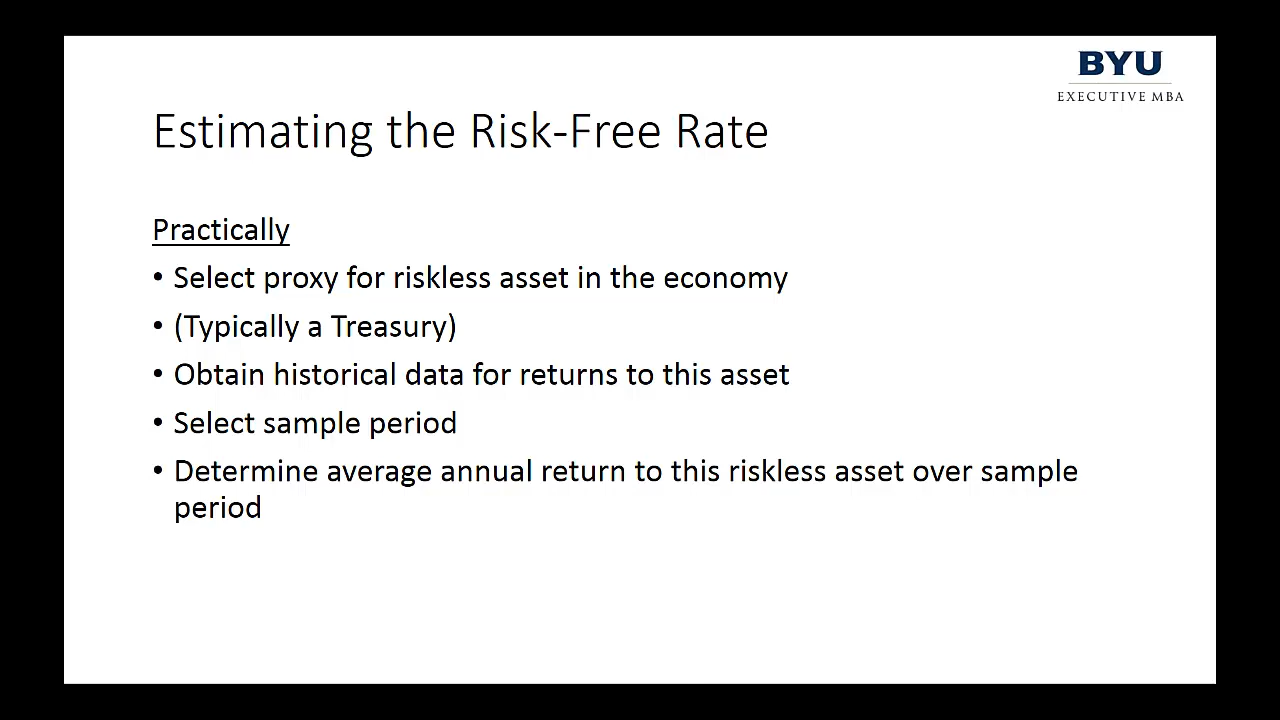 BYU
EXECUTIVE MBA
Estimating the Risk-Free Rate
Practically
• Select proxy for riskless asset in the economy
• (Typically a Treasury)
• Obtain historical data for returns to this asset
• Select sample period
• Determine average annual return to this riskless asset over sample
period